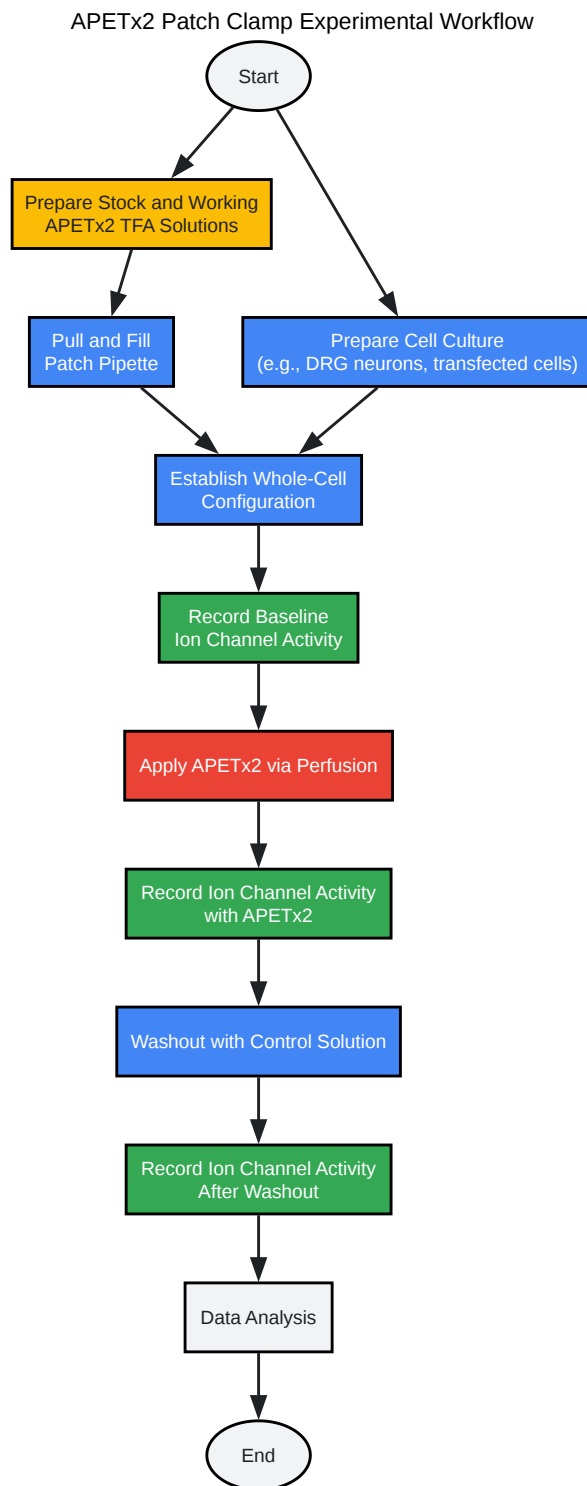 APETx2 Patch Clamp Experimental Workflow
Start
Prepare Stock and Working
APETx2 TFA Solutions
Pull and Fill
Patch Pipette
Prepare Cell Culture
(e.g., DRG neurons, transfected cells)
Establish Whole-Cell
Configuration
Record Baseline
Ion Channel Activity
Apply APETx2 via Perfusion
Record Ion Channel Activity
with APETx2
Washout with Control Solution
Record Ion Channel Activity
After Washout
Data Analysis
End